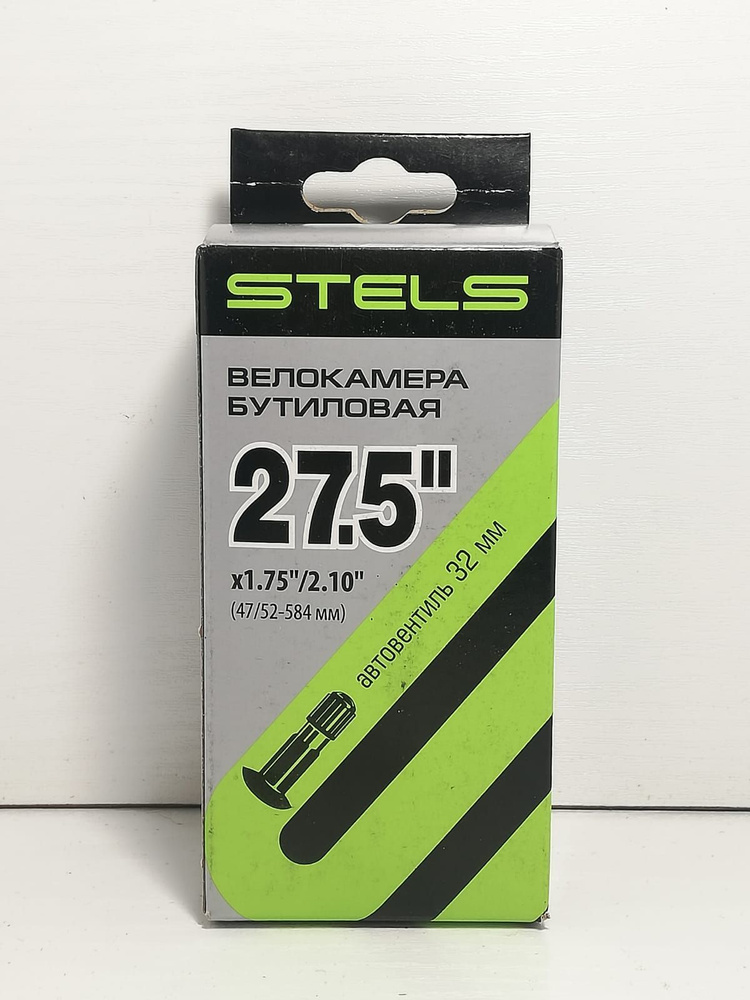 STELS
ВЕЛОКАМЕРА
БУТИЛОВАЯ
27.5"
x1.75"/2.10"
(47/52-584 мм)
автовентиль 32 мм